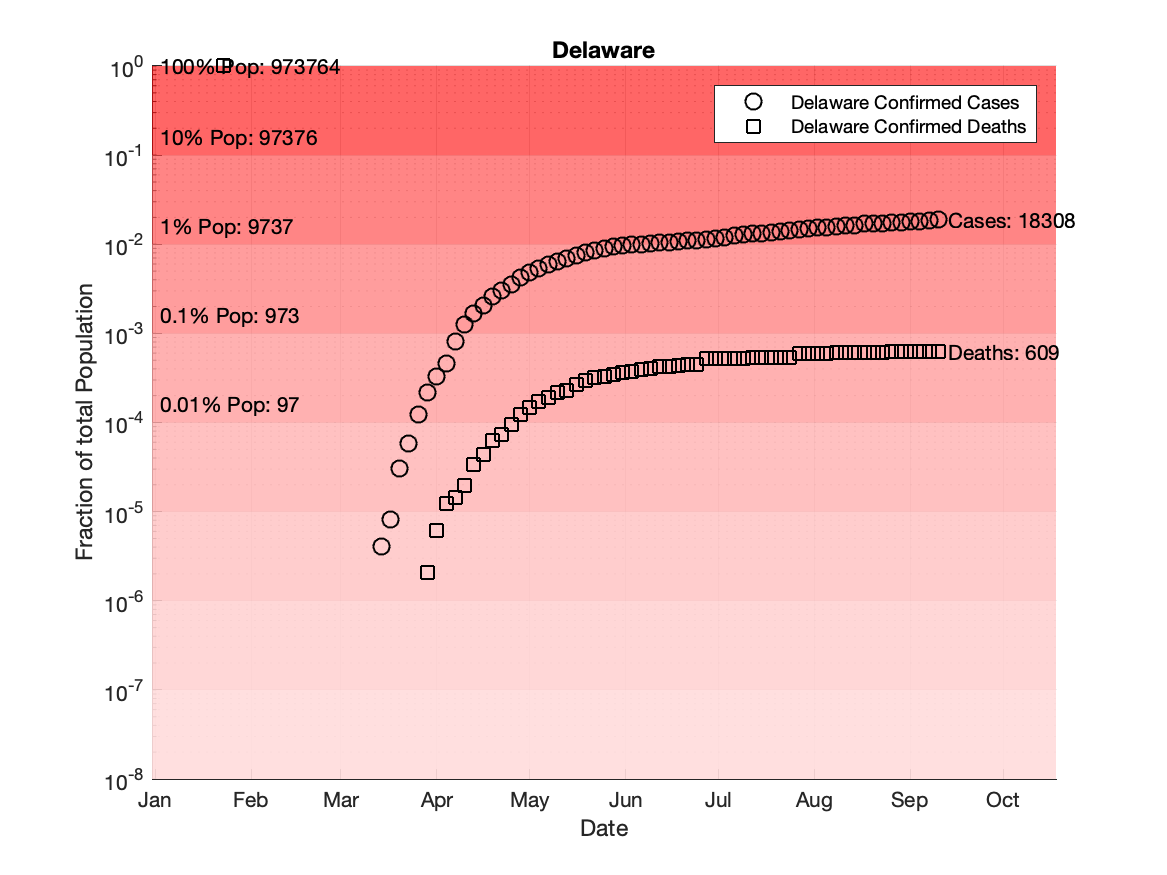 Delaware
10^0
100% Pop: 973764
Delaware Confirmed Cases
Delaware Confirmed Deaths
10% Pop: 97376
10^-1
1% Pop: 9737
Cases: 18308
10^-2
0.1% Pop: 973
10^-3
Deaths: 609
0.01% Pop: 97
10^-4
10^-5
10^-6
10^-7
10^-8
Fraction of total Population
Jan Feb Mar Apr May Jun Jul Aug Sep Oct
Date